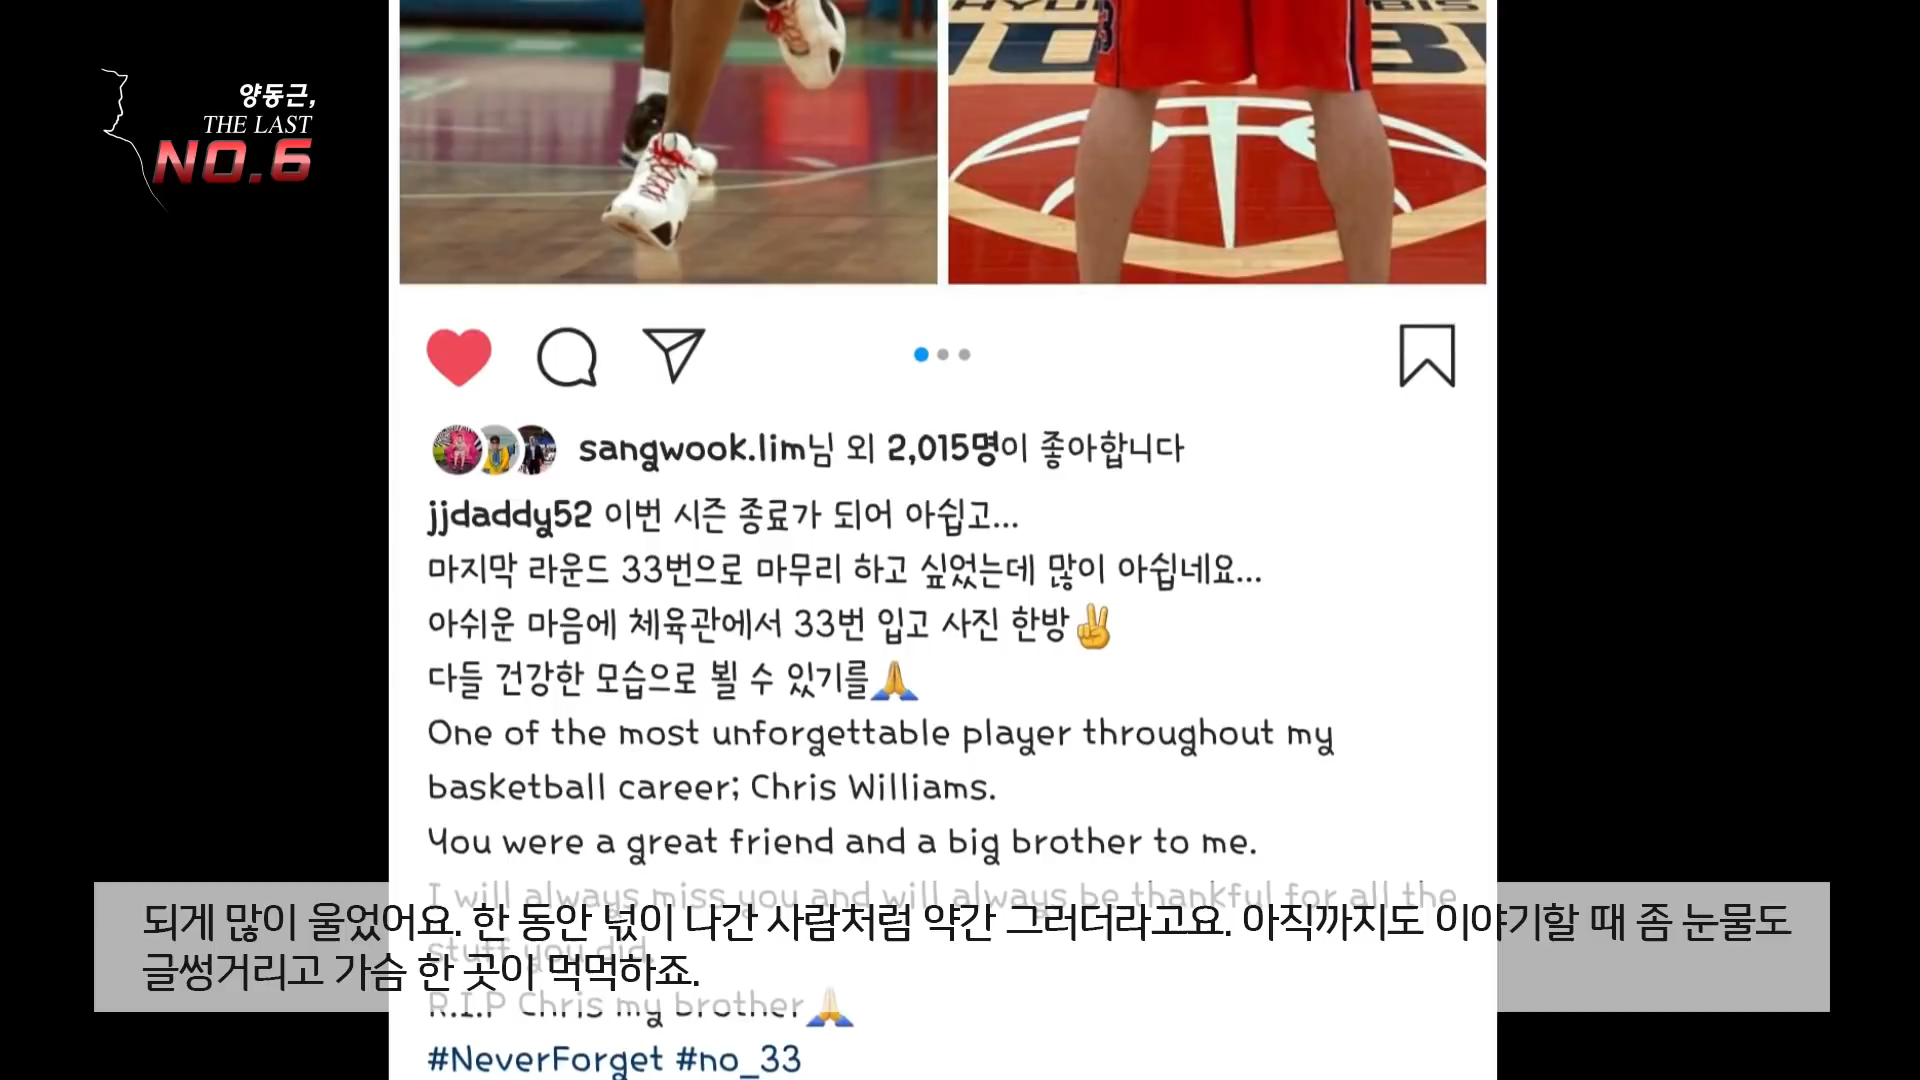 양동근,
THE LAST
NO.6
sangwook.lim님 외 2,015명이 좋아합니다
jjdaddy52 이번 시즌 종료가 되어 아쉽고...
마지막 라운드 33번으로 마무리 하고 싶었는데 많이 아쉽네요...
아쉬운 마음에 체육관에서 33번 입고 사진 한방✌️
다들 건강한 모습으로 뵐 수 있기를🙏
One of the most unforgettable player throughout my
basketball career; Chris Williams.
You were a great friend and a big brother to me.
I will always miss you and will always be thankful for all the
stuff you did.
R.I.P Chris my brother🙏
#NeverForget #no_33
되게 많이 울었어요. 한 동안 넋이 나간 사람처럼 약간 그러더라고요. 아직까지도 이야기할 때 좀 눈물도
글썽거리고 가슴 한 곳이 먹먹하죠.